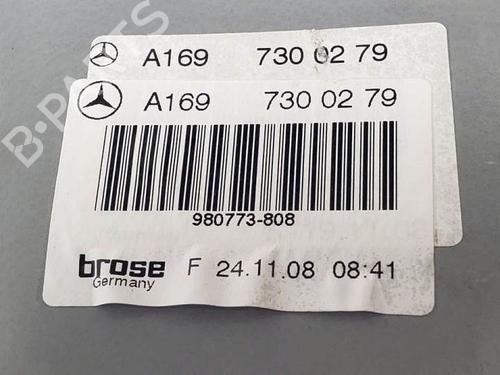 A169 730 02 79
A169 730 02 79
980773-808
brose F 24.11.08 08:41
Germany
B-PARTS